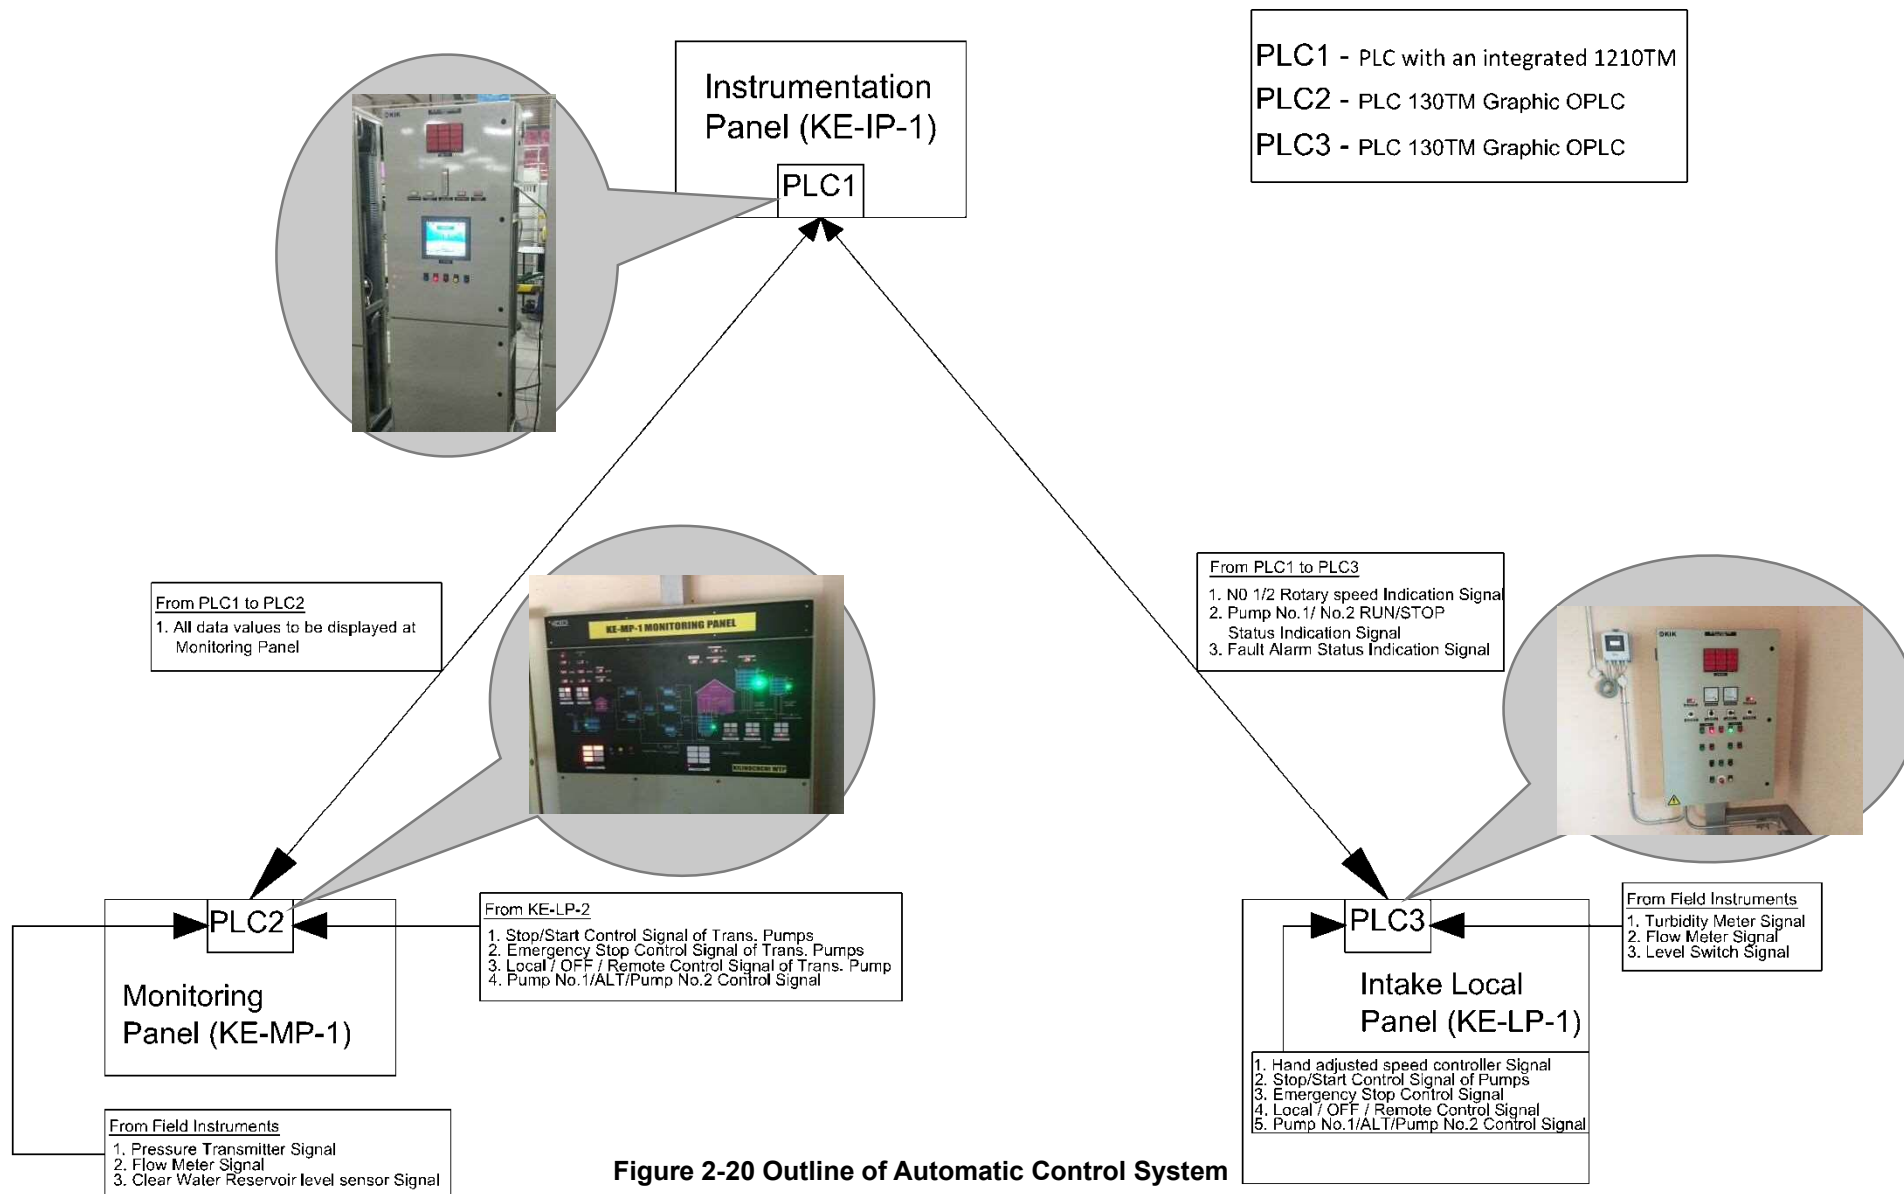 Instrumentation
Panel (KE-IP-1)
PLC1
PLC1 - PLC with an integrated 1210TM
PLC2 - PLC 130TM Graphic OPLC
PLC3 - PLC 130TM Graphic OPLC
OKIK
From PLC1 to PLC2
1. All data values to be displayed at
Monitoring Panel
KE-MP-1 MONITORING PANEL
KILINOCHCHI WTP
From PLC1 to PLC3
1. N0 1/2 Rotary speed Indication Signal
2. Pump No.1/ No.2 RUN/STOP
Status Indication Signal
3. Fault Alarm Status Indication Signal
OKIK
PLC2
Monitoring
Panel (KE-MP-1)
From KE-LP-2
1. Stop/Start Control Signal of Trans. Pumps
2. Emergency Stop Control Signal of Trans. Pumps
3. Local / OFF / Remote Control Signal of Trans. Pump
4. Pump No.1/ALT/Pump No.2 Control Signal
PLC3
Intake Local
Panel (KE-LP-1)
From Field Instruments
1. Turbidity Meter Signal
2. Flow Meter Signal
3. Level Switch Signal
1. Hand adjusted speed controller Signal
2. Stop/Start Control Signal of Pumps
3. Emergency Stop Control Signal
4. Local / OFF / Remote Control Signal
5. Pump No.1/ALT/Pump No.2 Control Signal
From Field Instruments
1. Pressure Transmitter Signal
2. Flow Meter Signal
3. Clear Water Reservoir level sensor Signal
Figure 2-20 Outline of Automatic Control System